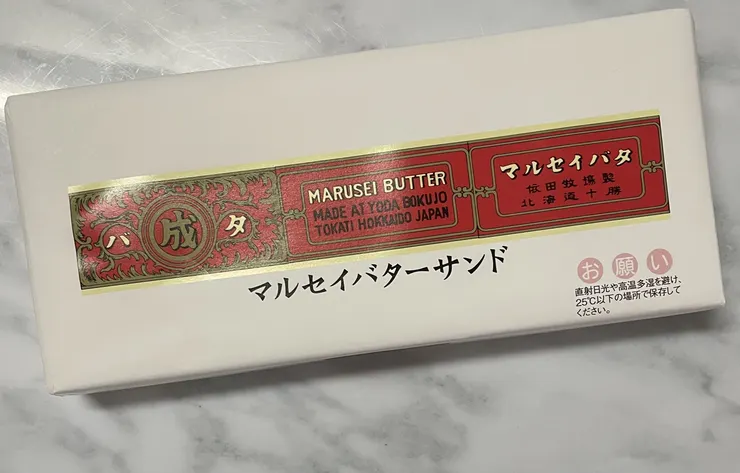 バ 成 タ
MARUSEI BUTTER
MADE AT YODA BOKUJO
TOKATI HOKKAIDO JAPAN
マルセイバタ
依田牧場製
北海道十勝
マルセイバターサンド
お願い
直射日光や高温多湿を避け、
25℃以下の場所で保存して
ください。